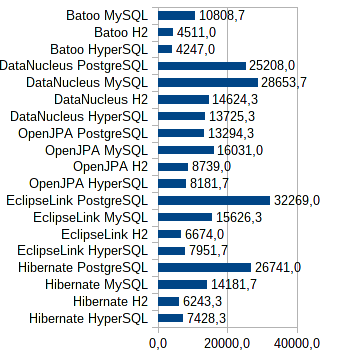 Batoo MySQL 10808,7
Batoo H2 4511,0
Batoo HyperSQL 4247,0
DataNucleus PostgreSQL 25208,0
DataNucleus MySQL 28653,7
DataNucleus H2 14624,3
DataNucleus HyperSQL 13725,3
OpenJPA PostgreSQL 13294,3
OpenJPA MySQL 16031,0
OpenJPA H2 8739,0
OpenJPA HyperSQL 8181,7
EclipseLink PostgreSQL 32269,0
EclipseLink MySQL 15626,3
EclipseLink H2 6674,0
EclipseLink HyperSQL 7951,7
Hibernate PostgreSQL 26741,0
Hibernate MySQL 14181,7
Hibernate H2 6243,3
Hibernate HyperSQL 7428,3
0,0 20000,0 40000,0